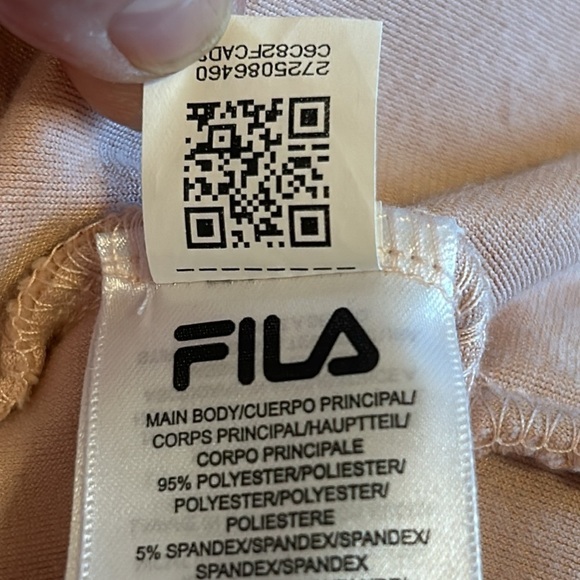 2725086460
C6C82FCAD
FILA
MAIN BODY/CUERPO PRINCIPAL/
CORPS PRINCIPAL/HAUPTTEIL/
CORPO PRINCIPALE
95% POLYESTER/POLIESTER/
POLYESTER/POLYESTER/
POLIESTERE
5% SPANDEX/SPANDEX/SPANDEX/
SPANDEX/SPANDEX